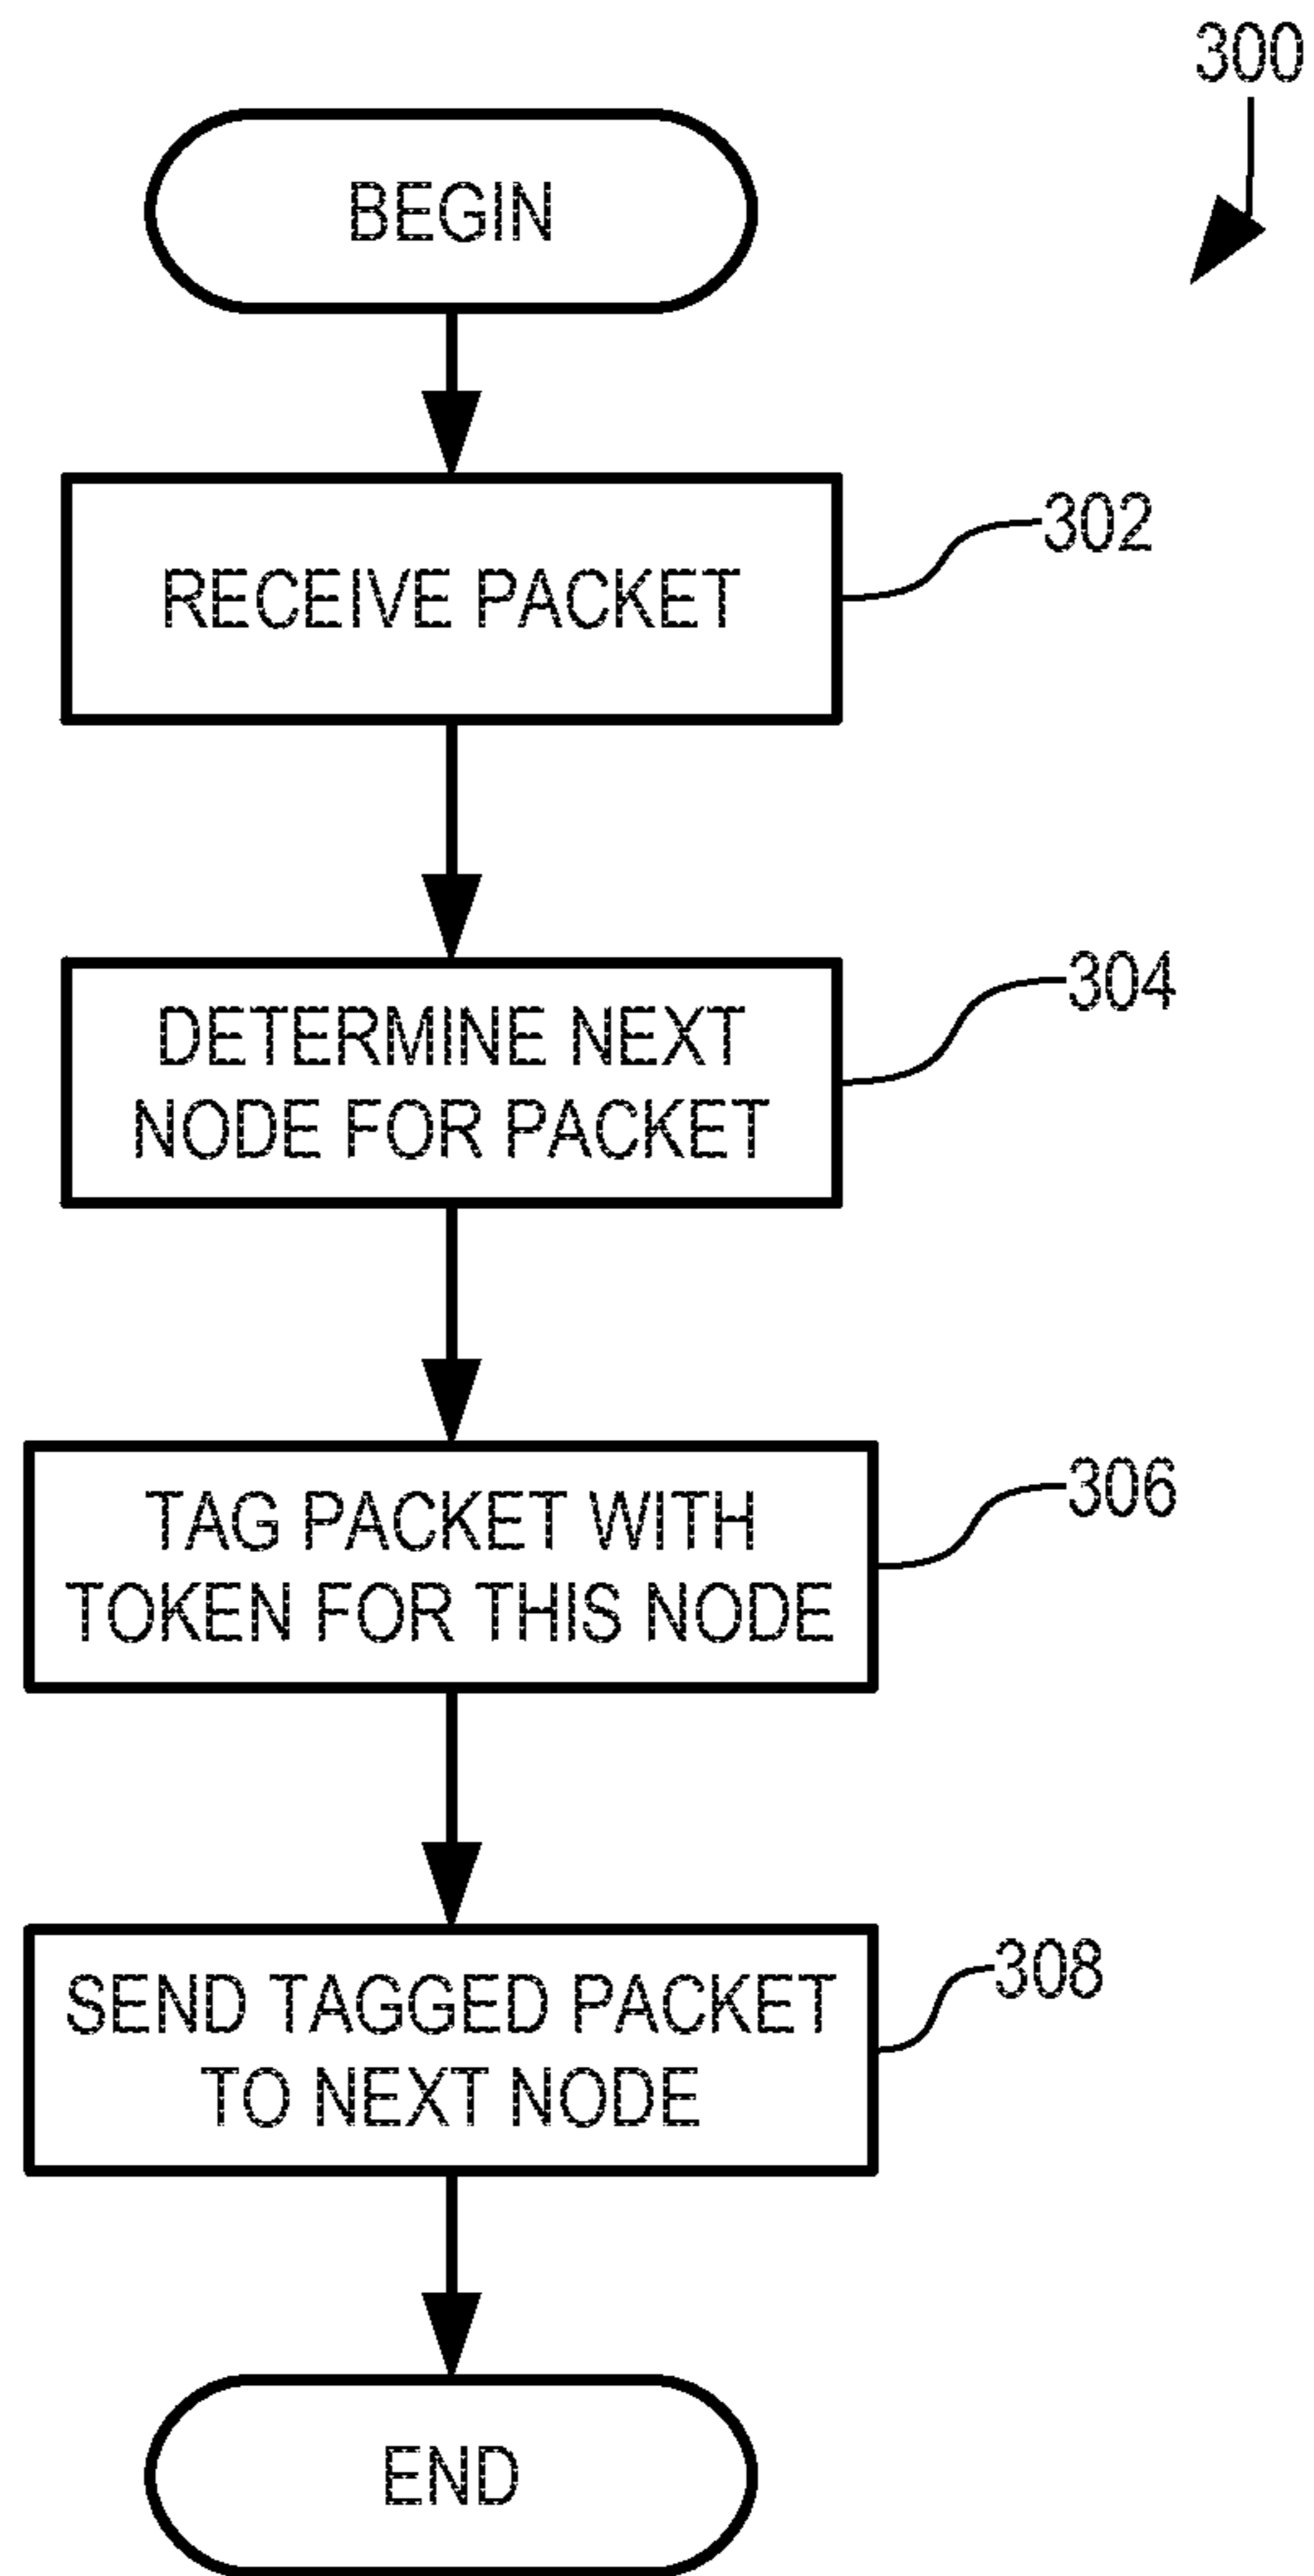 300
BEGIN
RECEIVE PACKET
302
DETERMINE NEXT
NODE FOR PACKET
304
TAG PACKET WITH
TOKEN FOR THIS NODE
306
SEND TAGGED PACKET
TO NEXT NODE
308
END